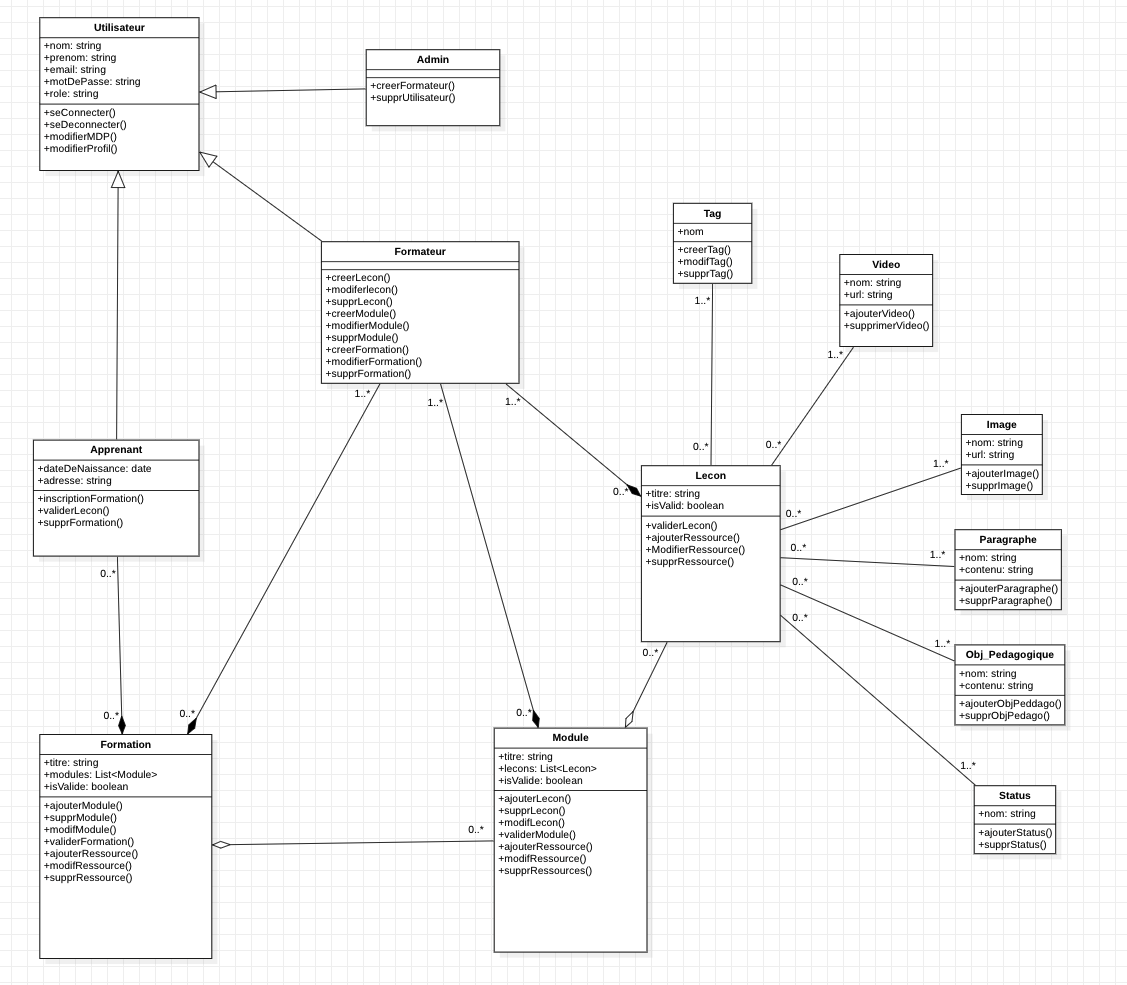 Utilisateur
+nom: string
+prenom: string
+email: string
+motDePasse: string
+role: string
+seConnecter()
+seDeconnecter()
+modifierMDP()
+modifierProfil()
Admin
+creerFormateur()
+supprUtilisateur()
Formateur
+creerLecon()
+modiferlecon()
+supprLecon()
+creerModule()
+modifierModule()
+supprModule()
+creerFormation()
+modifierFormation()
+supprFormation()
1..*
1..*
1..*
Tag
+nom
+creerTag()
+modifTag()
+supprTag()
1..*
0..*
Video
+nom: string
+url: string
+ajouterVideo()
+supprimerVideo()
1..*
0..*
Apprenant
+dateDeNaissance: date
+adresse: string
+inscriptionFormation()
+validerLecon()
+supprFormation()
0..*
0..*
0..*
Lecon
+titre: string
+isValid: boolean
+validerLecon()
+ajouterRessource()
+ModifierRessource()
+supprRessource()
0..*
0..*
0..*
0..*
0..*
0..*
0..*
Image
+nom: string
+url: string
+ajouterImage()
+supprImage()
1..*
Paragraphe
+nom: string
+contenu: string
+ajouterParagraphe()
+supprParagraphe()
1..*
Obj_Pedagogique
+nom: string
+contenu: string
+ajouterObjPeddago()
+supprObjPedago()
1..*
Status
+nom: string
+ajouterStatus()
+supprStatus()
1..*
Formation
+titre: string
+modules: List<Module>
+isValide: boolean
+ajouterModule()
+supprModule()
+modifModule()
+validerFormation()
+ajouterRessource()
+modifRessource()
+supprRessource()
0..*
Module
+titre: string
+lecons: List<Lecon>
+isValide: boolean
+ajouterLecon()
+supprLecon()
+modifLecon()
+validerModule()
+ajouterRessource()
+modifRessource()
+supprRessources()